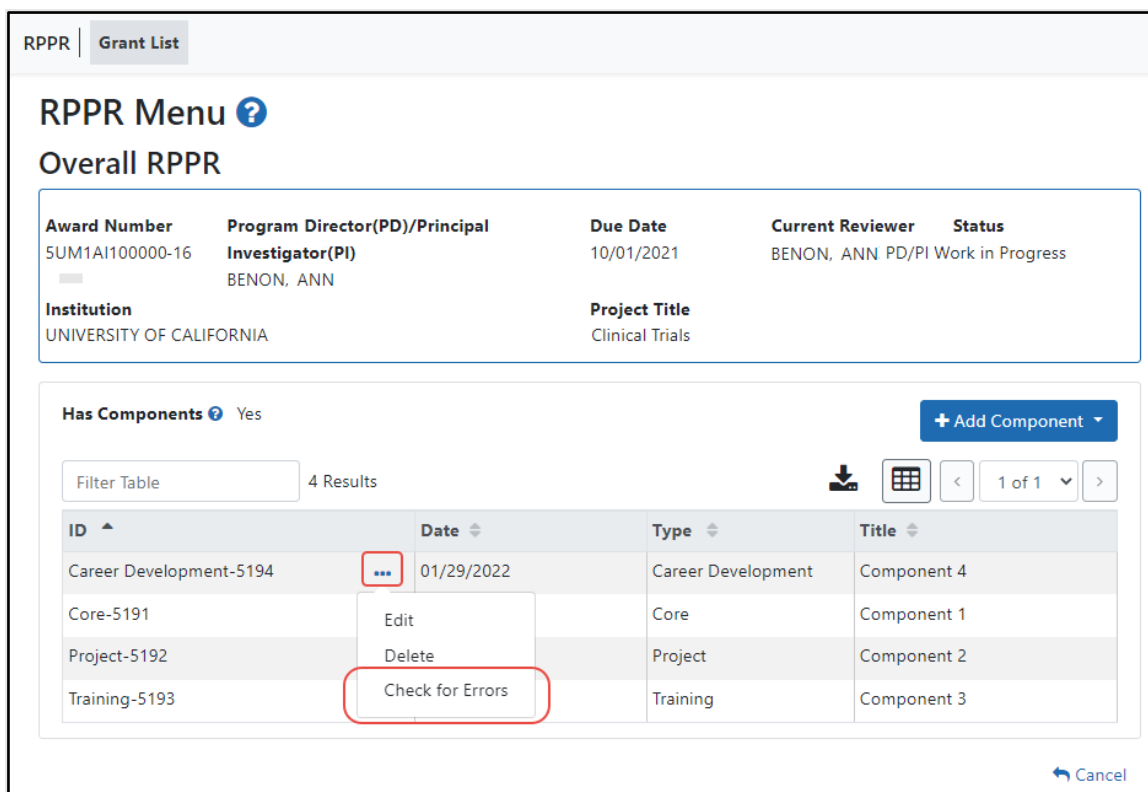 RPPR Grant List
RPPR Menu ?
Overall RPPR
Award Number Program Director(PD)/Principal Due Date Current Reviewer Status
5UM1AI100000-16 Investigator(PI) 10/01/2021 BENON, ANN PD/PI Work in Progress
BENON, ANN
Institution Project Title
UNIVERSITY OF CALIFORNIA Clinical Trials
Has Components ? Yes + Add Component
Filter Table 4 Results < 1 of 1 >
ID Date Type Title
Career Development-5194 ... 01/29/2022 Career Development Component 4
Core-5191 Edit Core Component 1
Project-5192 Delete Project Component 2
Training-5193 Check for Errors Training Component 3
Cancel